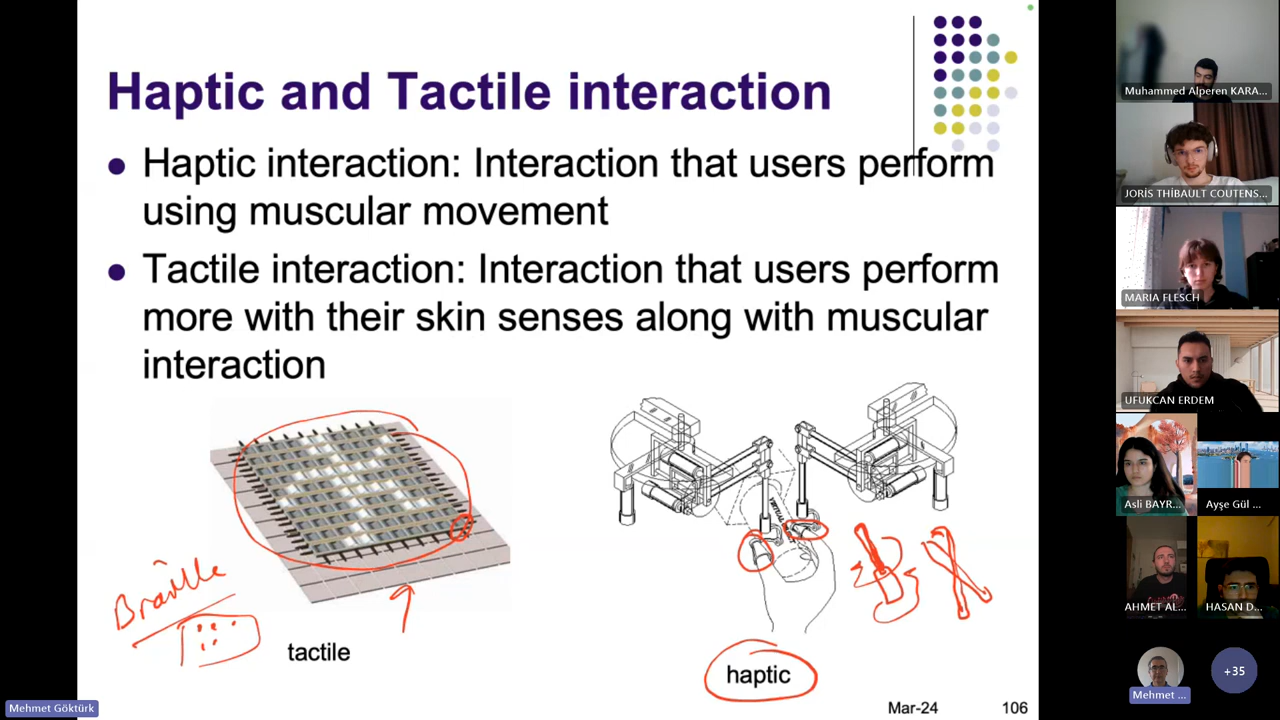 Haptic and Tactile interaction
Haptic interaction: Interaction that users perform
using muscular movement
Tactile interaction: Interaction that users perform
more with their skin senses along with muscular
interaction
Braille
tactile
haptic
Mar-24
106
Mehmet Göktürk
Muhammed Alperen KARA...
JORİS THİBAULT COUTENS...
MARIA FLESCH
UFUKCAN ERDEM
Asli BAYR...
Ayşe Gül ...
AHMET AL...
HASAN D...
Mehmet ...
+35